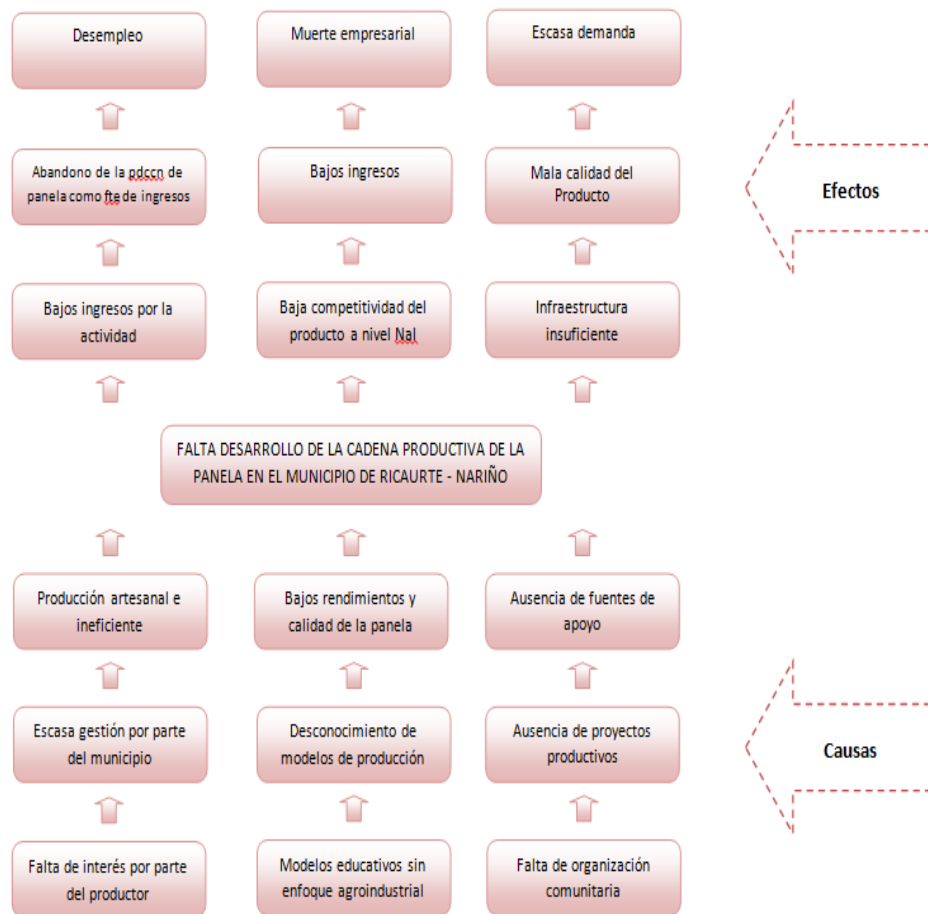 Desempleo
Muerte empresarial
Escasa demanda
Abandono de la pdccn de
panela como fte de ingresos
Bajos ingresos
Mala calidad del
Producto
Efectos
Bajos ingresos por la
actividad
Baja competitividad del
producto a nivel Nal
Infraestructura
insuficiente
FALTA DESARROLLO DE LA CADENA PRODUCTIVA DE LA
PANELA EN EL MUNICIPIO DE RICAURTE - NARIÑO
Producción artesanal e
ineficiente
Bajos rendimientos y
calidad de la panela
Ausencia de fuentes de
apoyo
Escasa gestión por parte
del municipio
Desconocimiento de
modelos de producción
Ausencia de proyectos
productivos
Causas
Falta de interés por parte
del productor
Modelos educativos sin
enfoque agroindustrial
Falta de organización
comunitaria